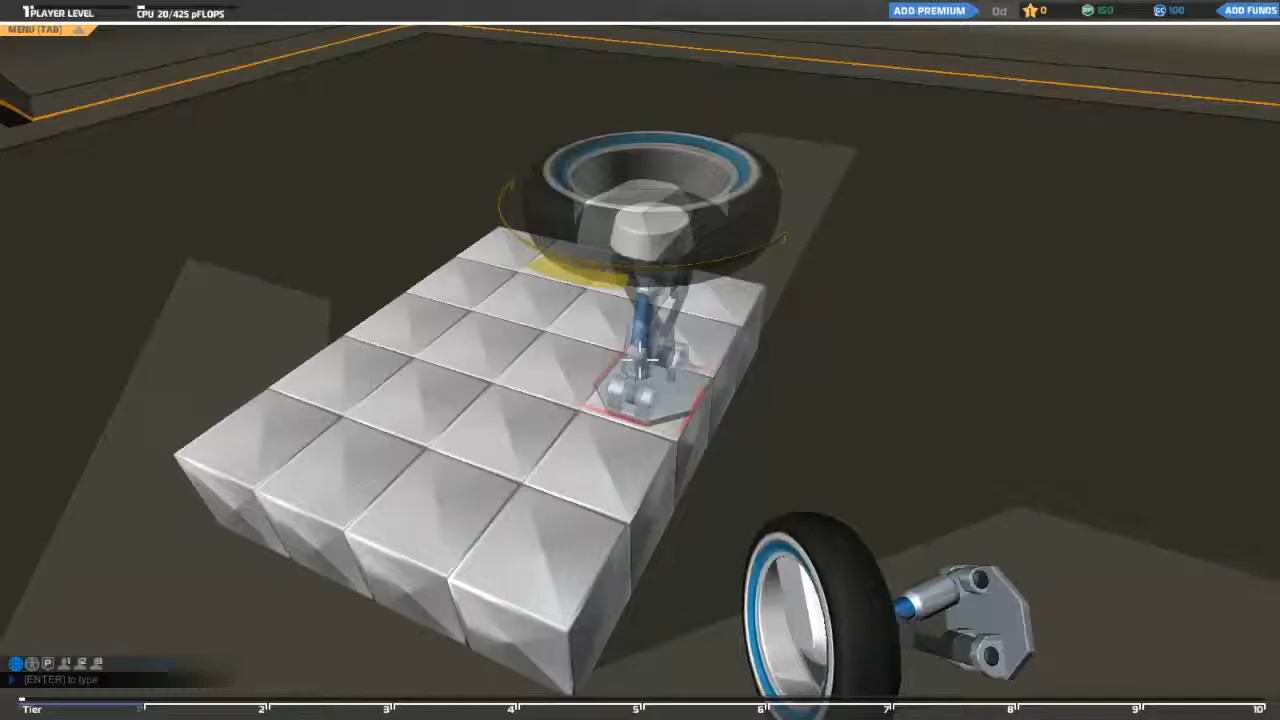 1 PLAYER LEVEL
CPU 20/425 pFLOPS
ADD PREMIUM
0d
0
150
100
ADD FUNDS
MENU [TAB]
[ENTER] to type
Tier 1 2 3 4 5 6 7 8 9 10